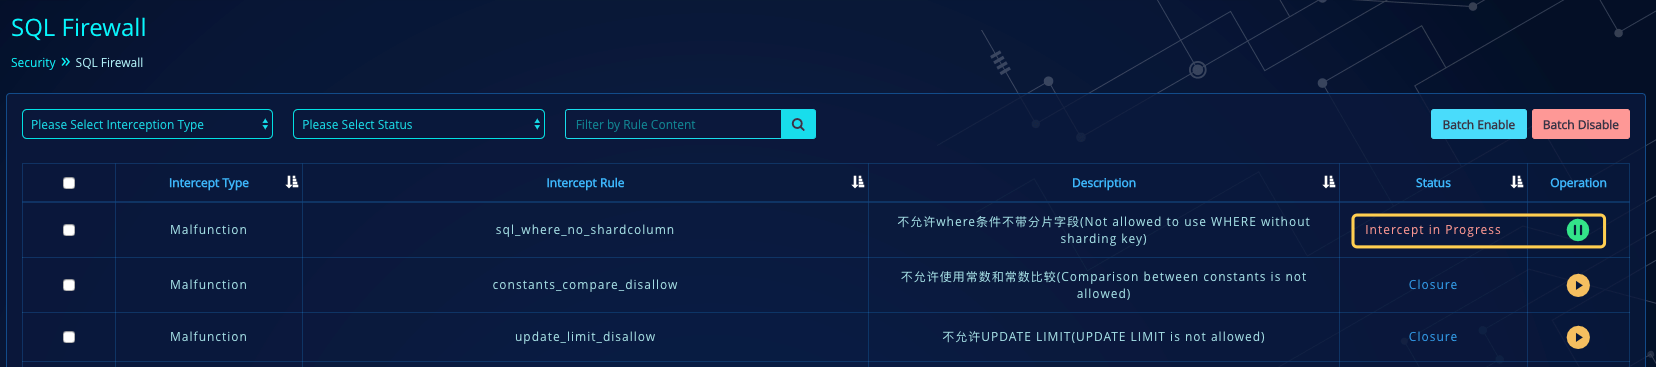 SQL Firewall
Security » SQL Firewall
Please Select Interception Type
Please Select Status
Filter by Rule Content
Batch Enable
Batch Disable
Intercept Type
Intercept Rule
Description
Status
Operation
Malfunction
sql_where_no_shardcolumn
不允许where条件不带分片字段(Not allowed to use WHERE without
sharding key)
Intercept in Progress
Malfunction
constants_compare_disallow
不允许使用常数和常数比较(Comparison between constants is not
allowed)
Closure
Malfunction
update_limit_disallow
不允许UPDATE LIMIT(UPDATE LIMIT is not allowed)
Closure